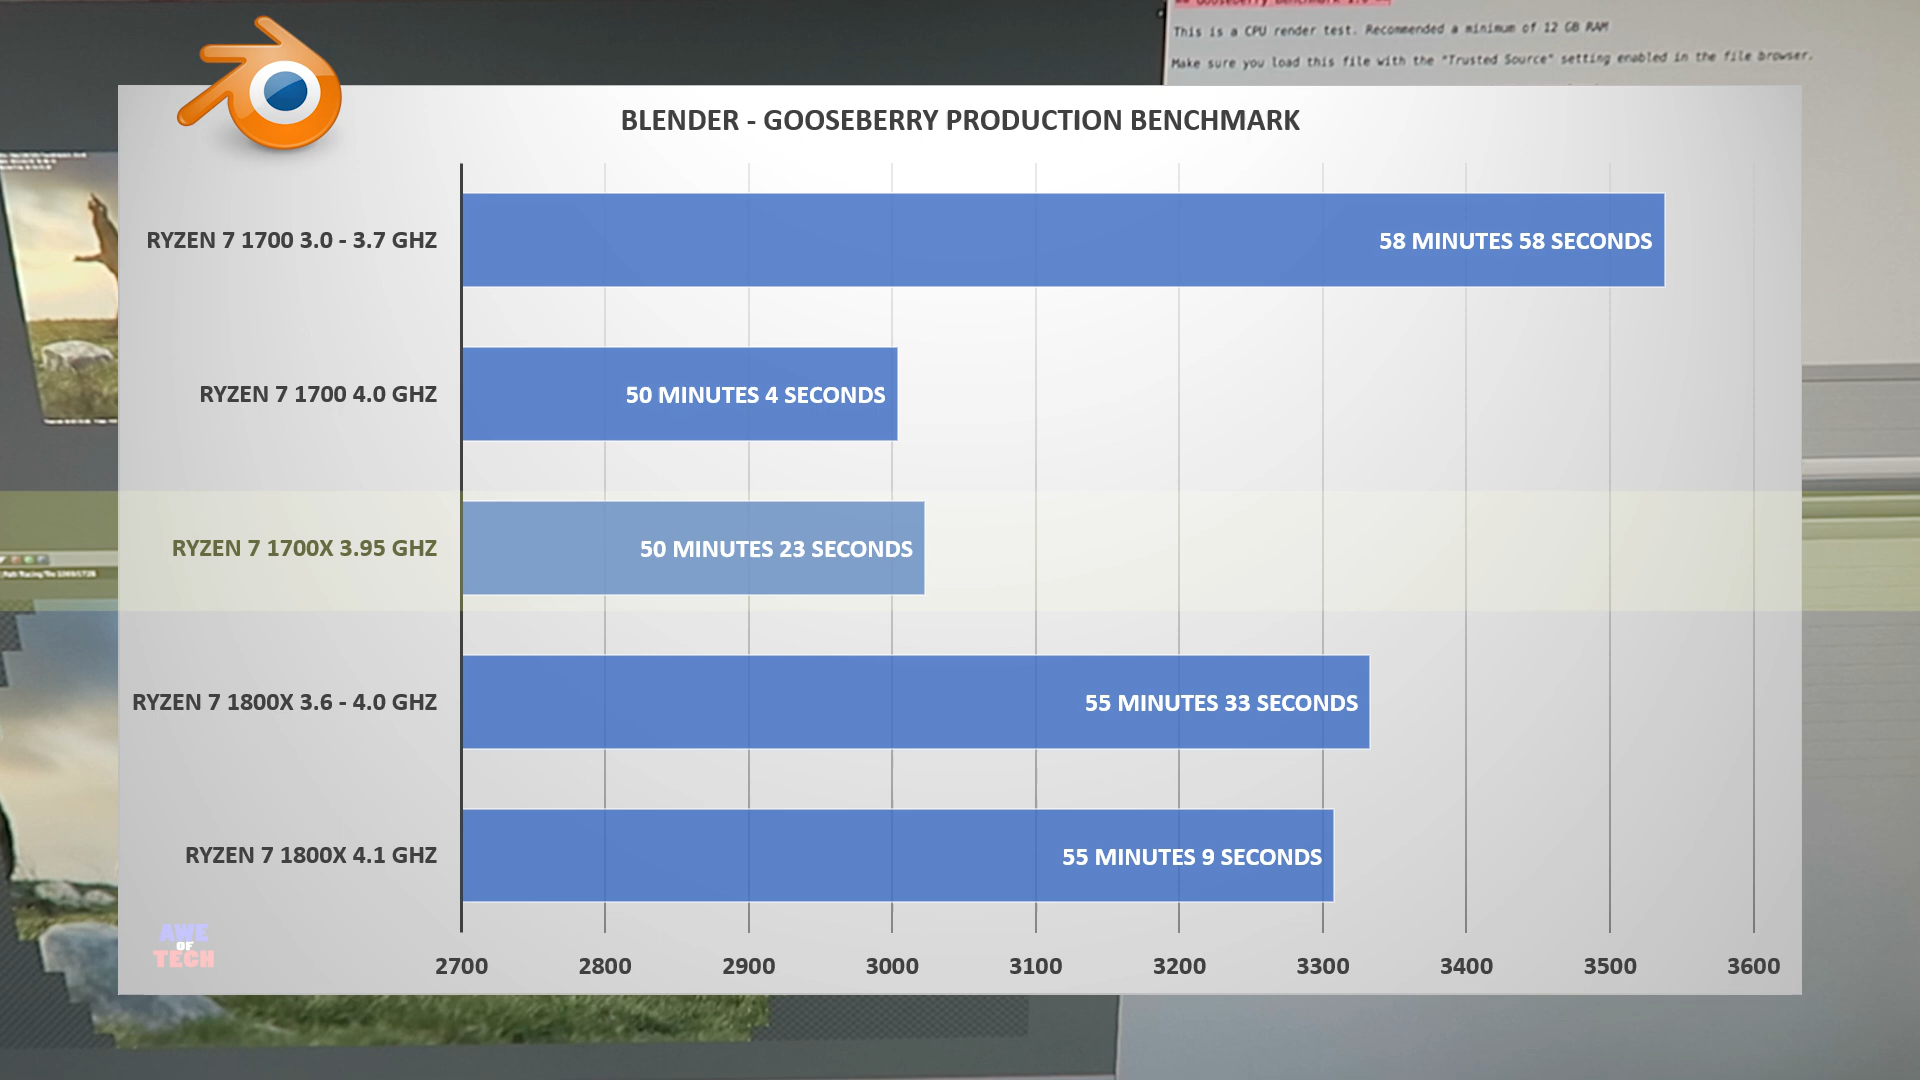 This is a CPU render test. Recommended a minimum of 12 GB RAM
Make sure you load this file with the "Trusted Source" setting enabled in the file browser.
BLENDER - GOOSEBERRY PRODUCTION BENCHMARK
RYZEN 7 1700 3.0 - 3.7 GHZ
58 MINUTES 58 SECONDS
RYZEN 7 1700 4.0 GHZ
50 MINUTES 4 SECONDS
RYZEN 7 1700X 3.95 GHZ
50 MINUTES 23 SECONDS
RYZEN 7 1800X 3.6 - 4.0 GHZ
55 MINUTES 33 SECONDS
RYZEN 7 1800X 4.1 GHZ
55 MINUTES 9 SECONDS
AWE
OF
TECH
2700 2800 2900 3000 3100 3200 3300 3400 3500 3600